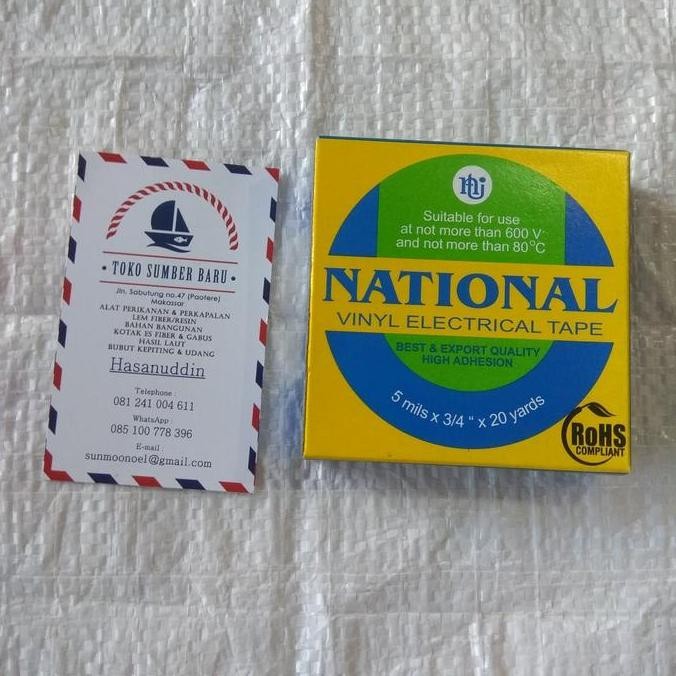 TOKO SUMBER BARU
Jln. Sabutung no.47 (Paotere)
Makassar
ALAT PERIKANAN & PERKAPALAN
LEM FIBER/RESIN
BAHAN BANGUNAN
KOTAK ES FIBER & GABUS
HASIL LAUT
BUBUT KEPITING & UDANG
Hasanuddin
Telephone :
081 241 004 611
WhatsApp :
085 100 778 396
E-mail :
sunmoonoel@gmail.com
Suitable for use
at not more than 600 V
and not more than 80°C
NATIONAL
VINYL ELECTRICAL TAPE
BEST & EXPORT QUALITY
HIGH ADHESION
5 mils x 3/4 " x 20 yards
RoHS
COMPLIANT